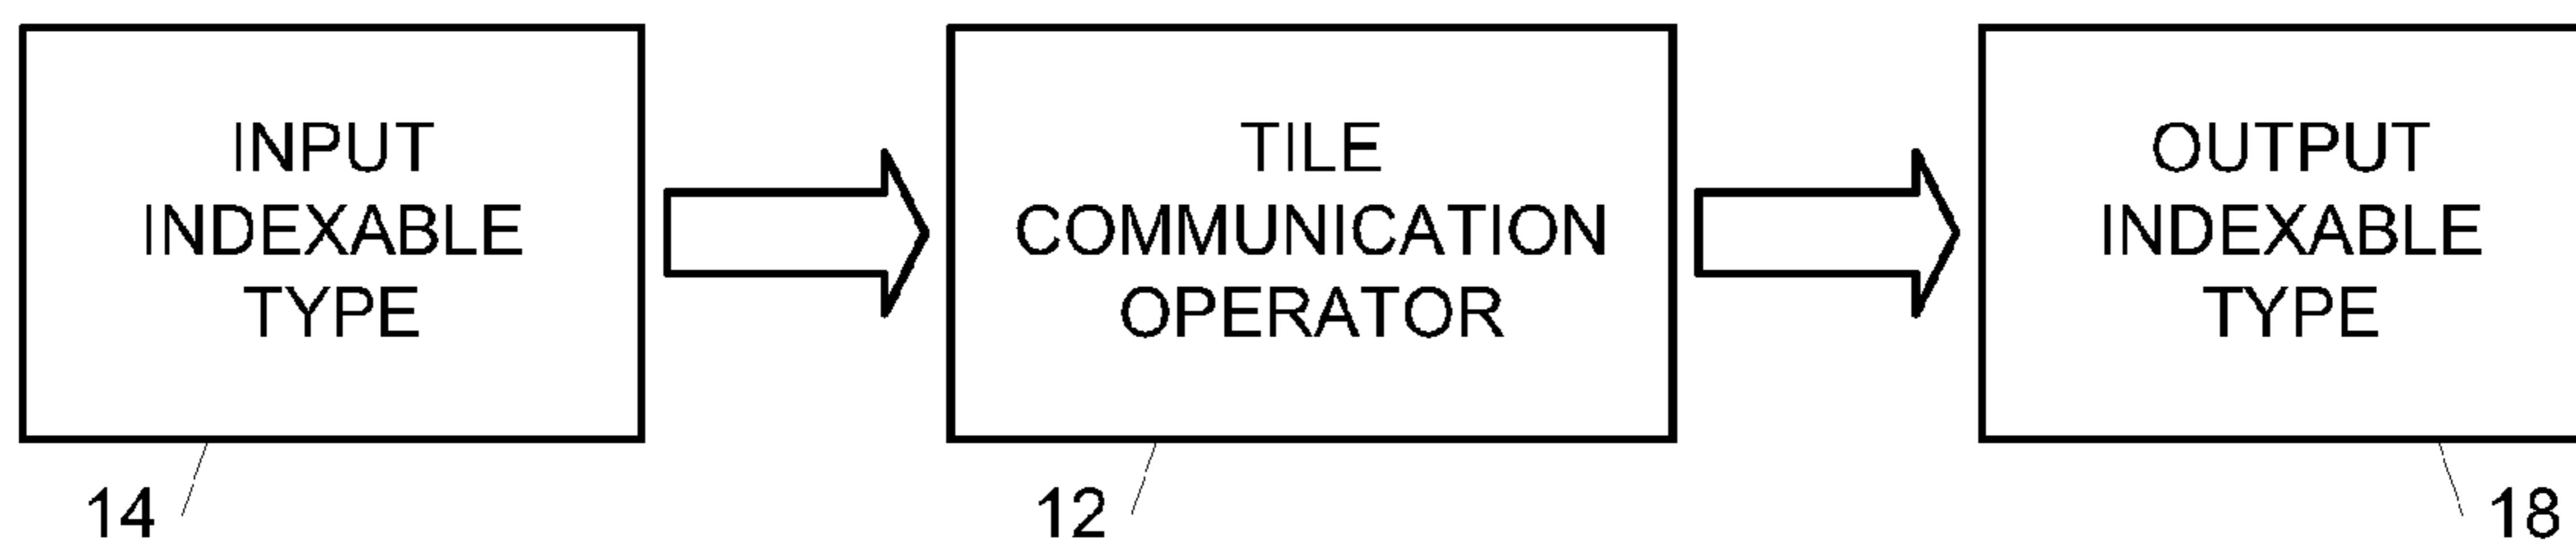 INPUT
INDEXABLE
TYPE
TILE
COMMUNICATION
OPERATOR
OUTPUT
INDEXABLE
TYPE
14
12
18